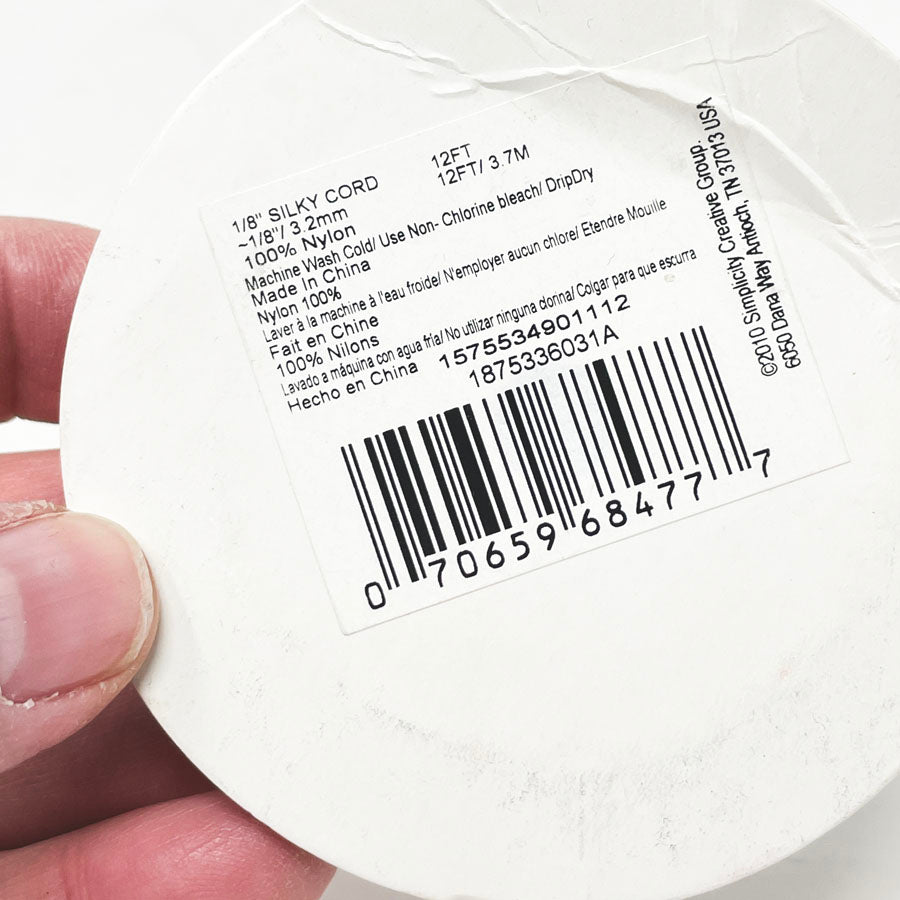 1/8" SILKY CORD 12FT
~1/8"/ 3.2mm 12FT/ 3.7M
100% Nylon
Machine Wash Cold/ Use Non- Chlorine bleach/ DripDry
Made In China
Nylon 100%
Laver à la machine à l'eau froide/ N'employer aucun chlore/ Etendre Mouille
Fait en Chine
100% Nilons
Lavado a máquina con agua fría/ No utilizar ninguna clonna/ Colgar para que escurra
Hecho en China 1575534901112
1875336031A
0 70659 68477 7
©2010 Simplicity Creative Group.
6050 Dana Way Antioch, TN 37013 USA